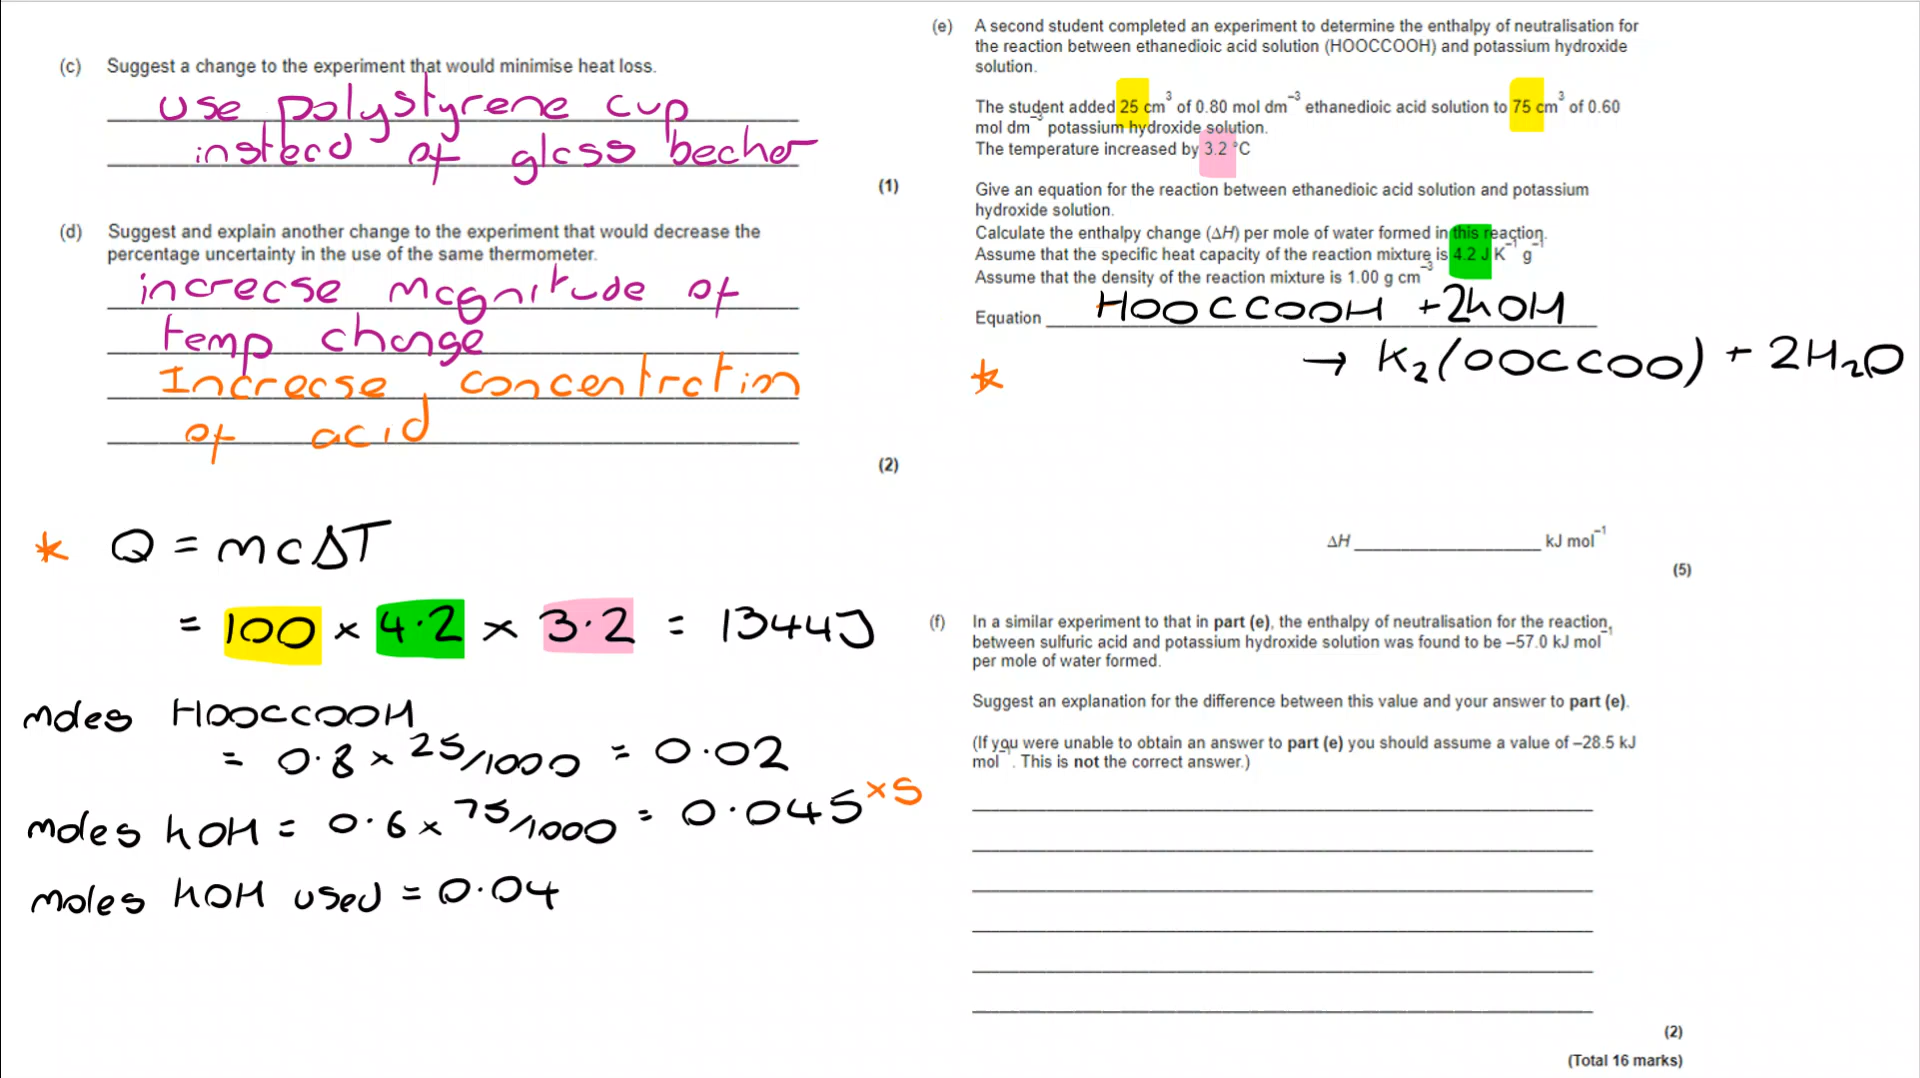 (c) Suggest a change to the experiment that would minimise heat loss.
use polystyrene cup
instead of glass beaker
(1)
(d) Suggest and explain another change to the experiment that would decrease the
percentage uncertainty in the use of the same thermometer.
increase magnitude of
temp change
Increase concentration
of acid
(2)
* Q = mcΔT
= 100 × 4.2 × 3.2 = 1344J
moles HOOCCOOH
= 0.8 × 25/1000 = 0.02
moles KOH = 0.6 × 75/1000 = 0.045 xs
moles KOH used = 0.04
(e) A second student completed an experiment to determine the enthalpy of neutralisation for
the reaction between ethanedioic acid solution (HOOCCOOH) and potassium hydroxide
solution.
The student added 25 cm³ of 0.80 mol dm⁻³ ethanedioic acid solution to 75 cm³ of 0.60
mol dm⁻³ potassium hydroxide solution.
The temperature increased by 3.2 °C
Give an equation for the reaction between ethanedioic acid solution and potassium
hydroxide solution.
Calculate the enthalpy change (ΔH) per mole of water formed in this reaction.
Assume that the specific heat capacity of the reaction mixture is 4.2 J K⁻¹ g⁻¹
Assume that the density of the reaction mixture is 1.00 g cm⁻³
Equation HOOCCOOH + 2KOH
→ K₂(OOCCOO) + 2H₂O
*
ΔH kJ mol⁻¹
(5)
(f) In a similar experiment to that in part (e), the enthalpy of neutralisation for the reaction
between sulfuric acid and potassium hydroxide solution was found to be –57.0 kJ mol⁻¹
per mole of water formed.
Suggest an explanation for the difference between this value and your answer to part (e).
(If you were unable to obtain an answer to part (e) you should assume a value of –28.5 kJ
mol⁻¹. This is not the correct answer.)
(2)
(Total 16 marks)